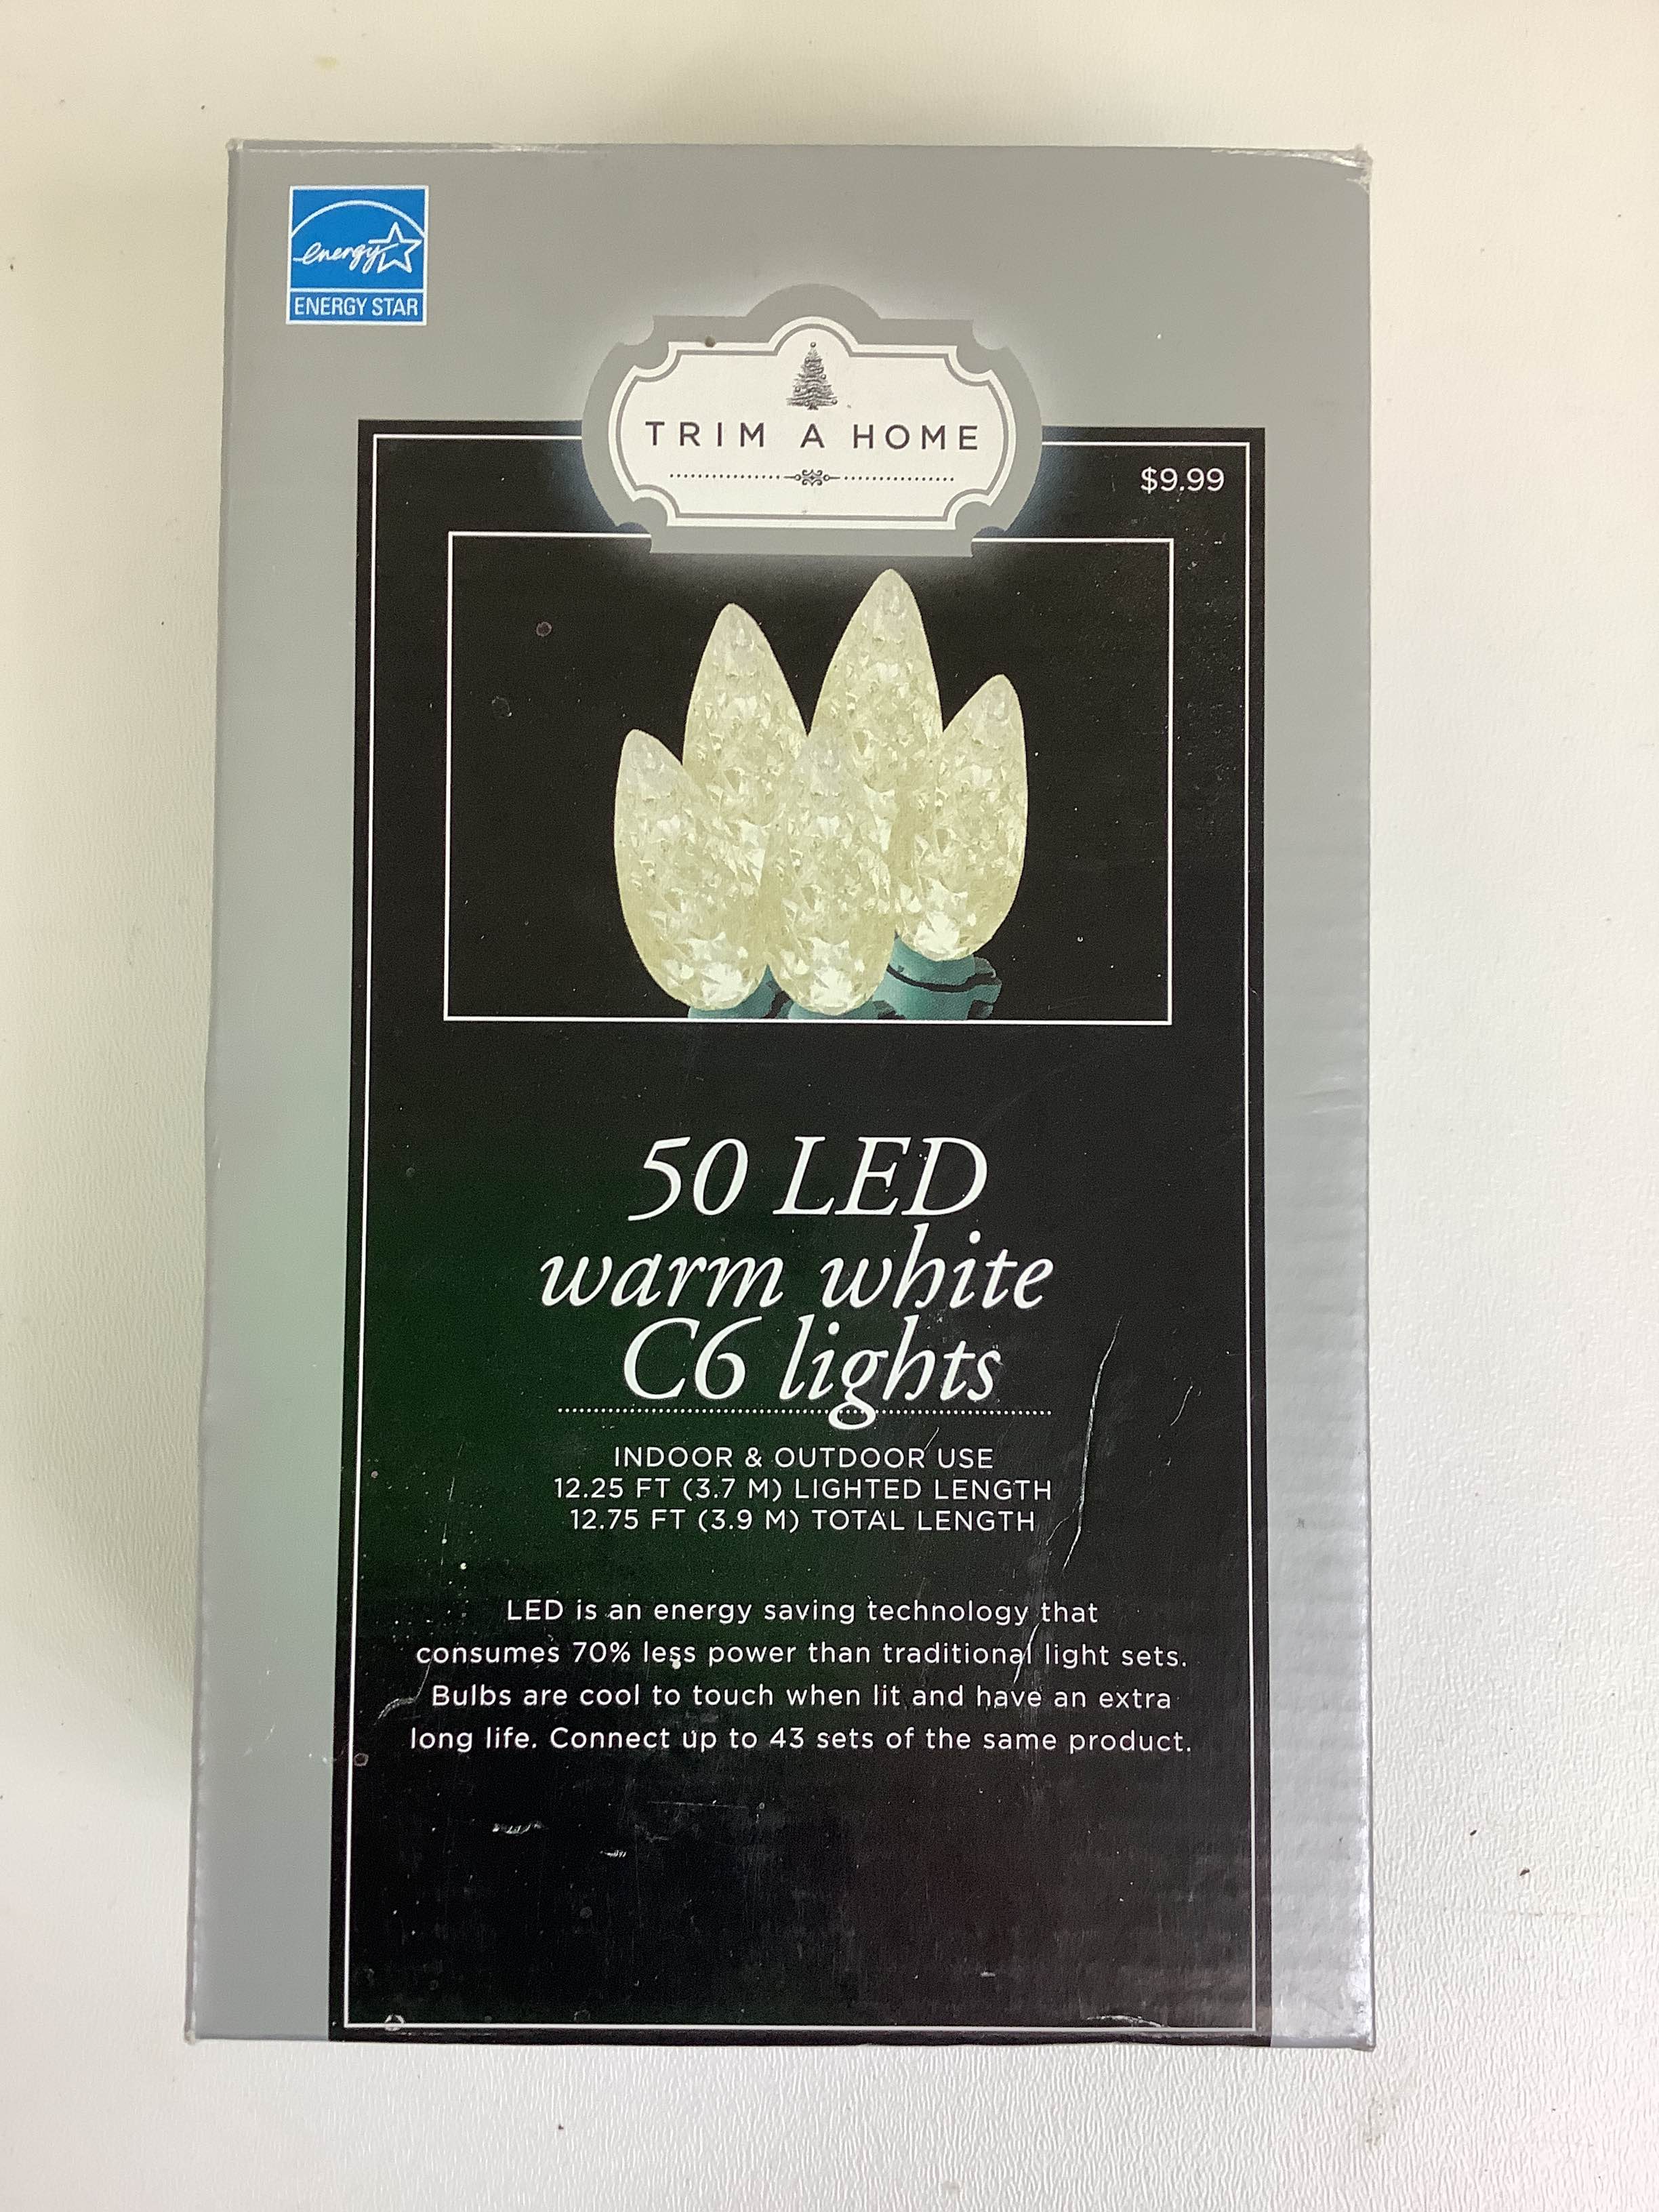 energy
ENERGY STAR
TRIM A HOME
$9.99
50 LED
warm white
C6 lights
INDOOR & OUTDOOR USE
12.25 FT (3.7 M) LIGHTED LENGTH
12.75 FT (3.9 M) TOTAL LENGTH
LED is an energy saving technology that
consumes 70% less power than traditional light sets.
Bulbs are cool to touch when lit and have an extra
long life. Connect up to 43 sets of the same product.